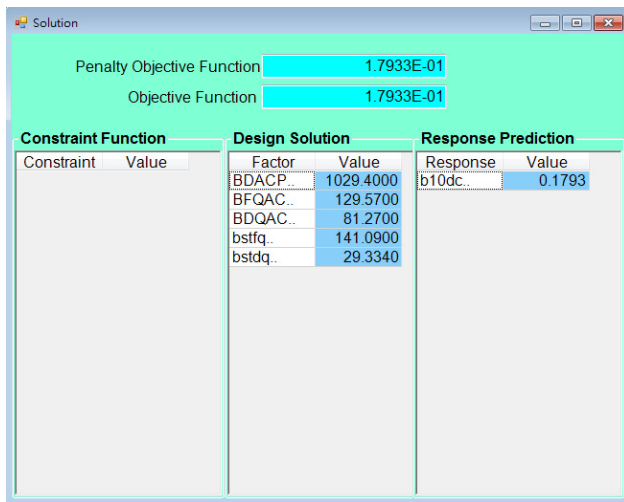 Solution
Penalty Objective Function 1.7933E-01
Objective Function 1.7933E-01
Constraint Function Design Solution Response Prediction
Constraint Value Factor Value Response Value
BDACP.. 1029.4000 b10dc.. 0.1793
BFQAC.. 129.5700
BDQAC.. 81.2700
bstfq.. 141.0900
bstdq.. 29.3340